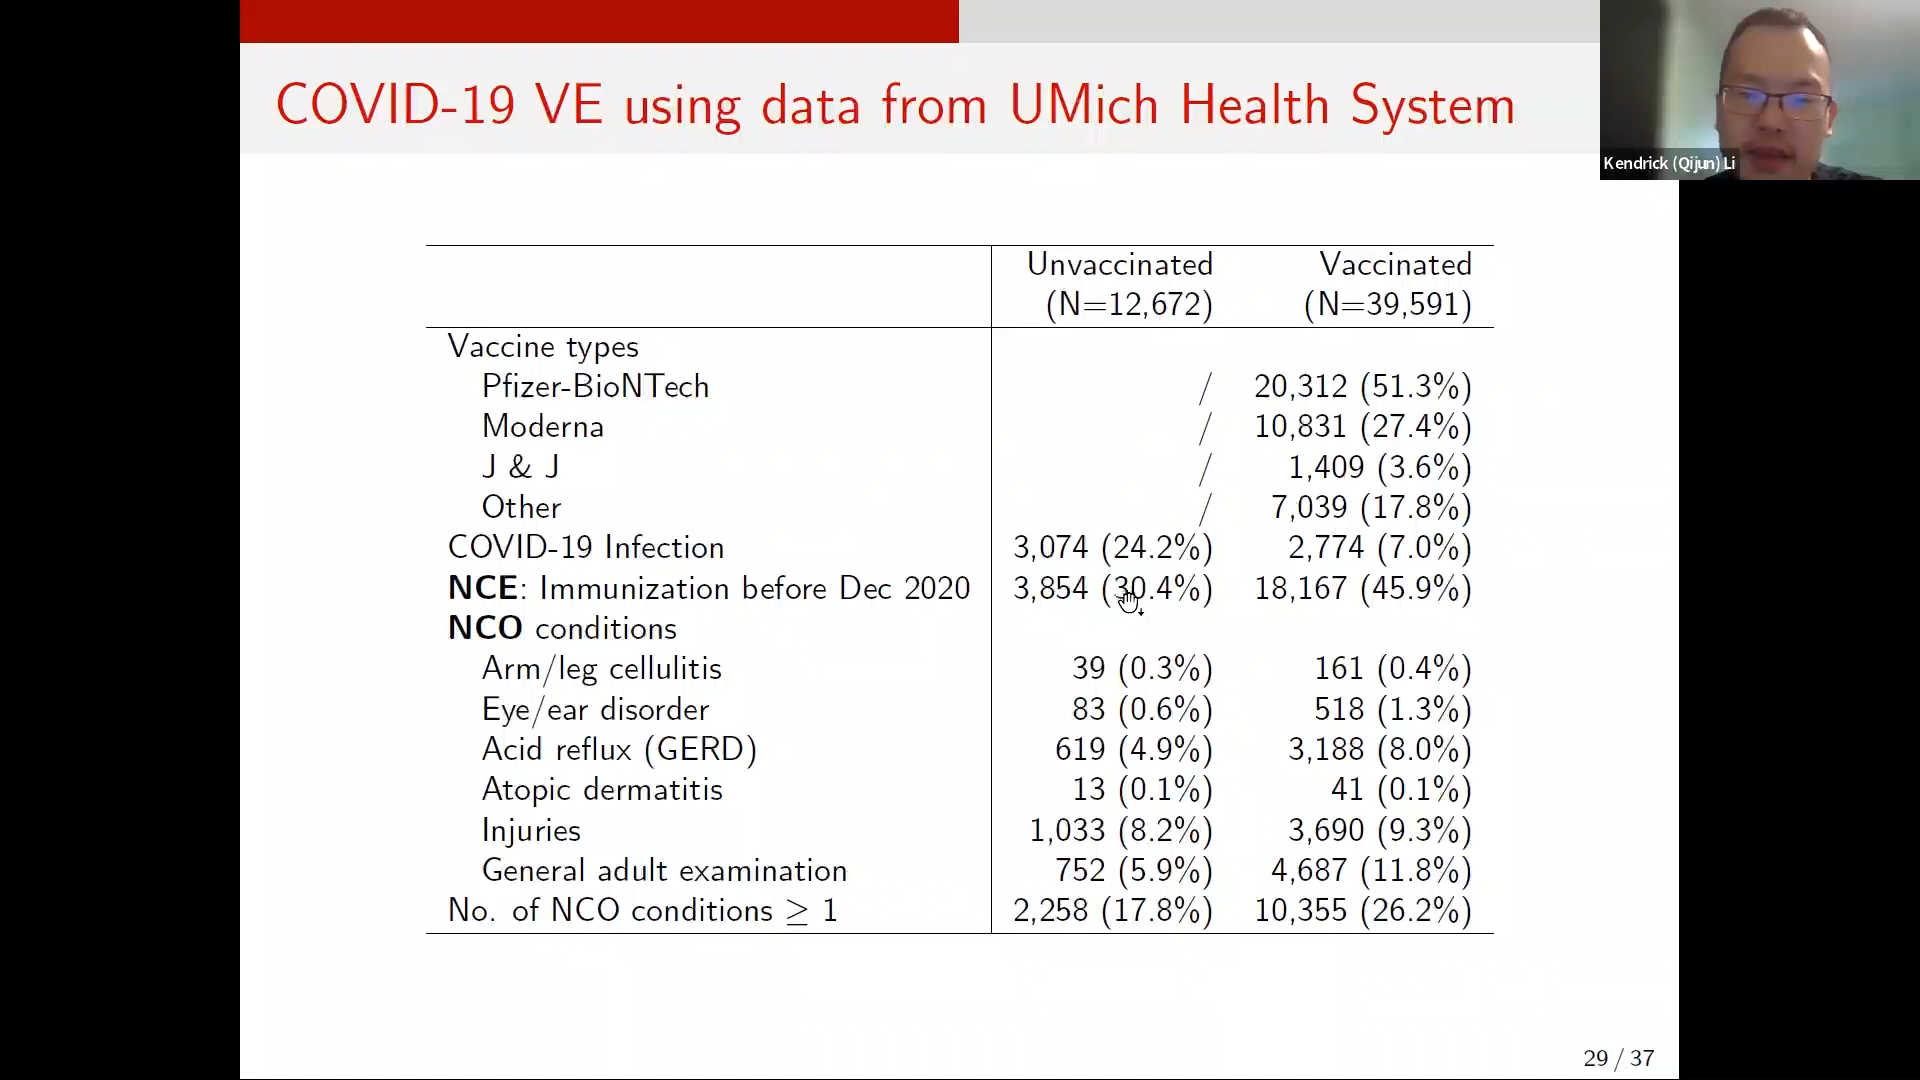 COVID-19 VE using data from UMich Health System
Kendrick (Qijun) Li
Unvaccinated Vaccinated
(N=12,672) (N=39,591)
Vaccine types
Pfizer-BioNTech / 20,312 (51.3%)
Moderna / 10,831 (27.4%)
J & J / 1,409 (3.6%)
Other / 7,039 (17.8%)
COVID-19 Infection 3,074 (24.2%) 2,774 (7.0%)
NCE: Immunization before Dec 2020 3,854 (30.4%) 18,167 (45.9%)
NCO conditions
Arm/leg cellulitis 39 (0.3%) 161 (0.4%)
Eye/ear disorder 83 (0.6%) 518 (1.3%)
Acid reflux (GERD) 619 (4.9%) 3,188 (8.0%)
Atopic dermatitis 13 (0.1%) 41 (0.1%)
Injuries 1,033 (8.2%) 3,690 (9.3%)
General adult examination 752 (5.9%) 4,687 (11.8%)
No. of NCO conditions ≥ 1 2,258 (17.8%) 10,355 (26.2%)
29 / 37